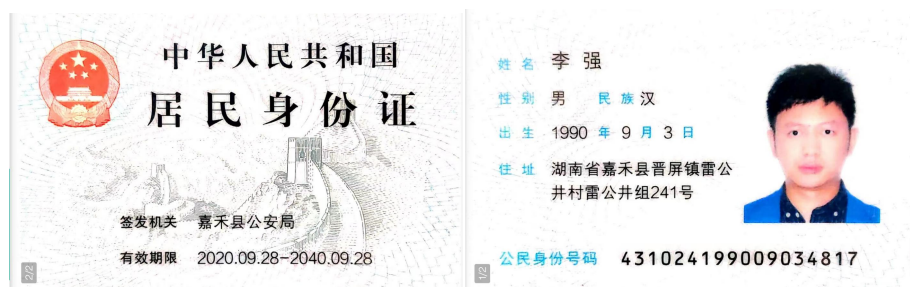 中华人民共和国
居民身份证
签发机关 嘉禾县公安局
有效期限 2020.09.28-2040.09.28
2/2
姓名 李强
性别 男 民族 汉
出生 1990 年 9 月 3 日
住址 湖南省嘉禾县晋屏镇雷公
井村雷公井组241号
公民身份号码 431024199009034817
1/2